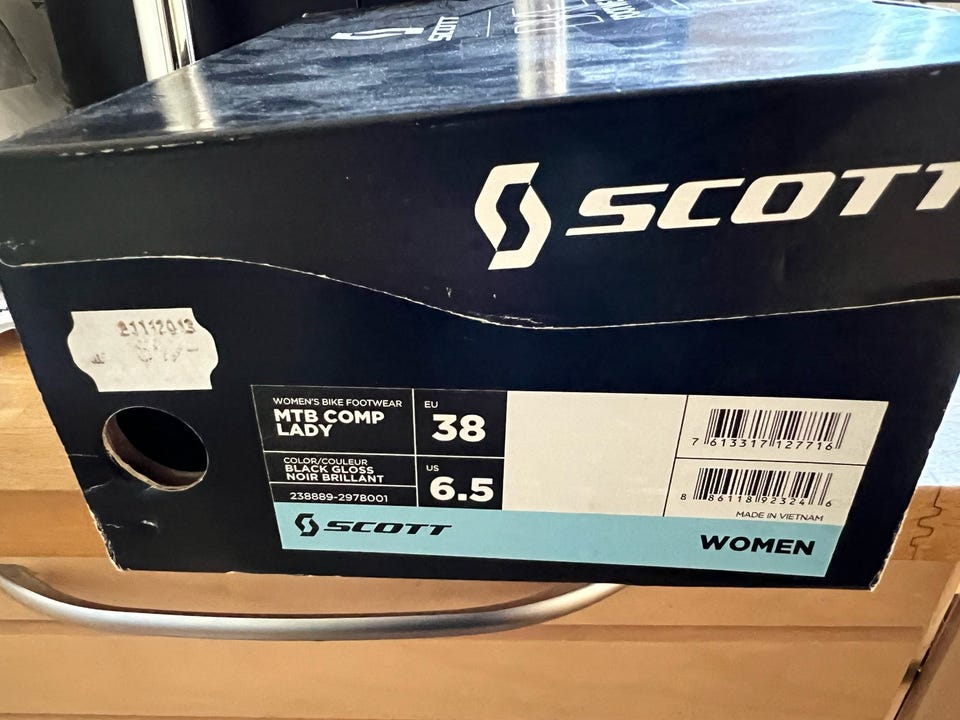 SCOTT
SCOTT
21112013
WOMEN'S BIKE FOOTWEAR
MTB COMP
LADY
EU
38
COLOR/COULEUR
BLACK GLOSS
NOIR BRILLANT
238889-2978001
US
6.5
7 613317 127716
8 86118 92324 6
MADE IN VIETNAM
SCOTT
WOMEN